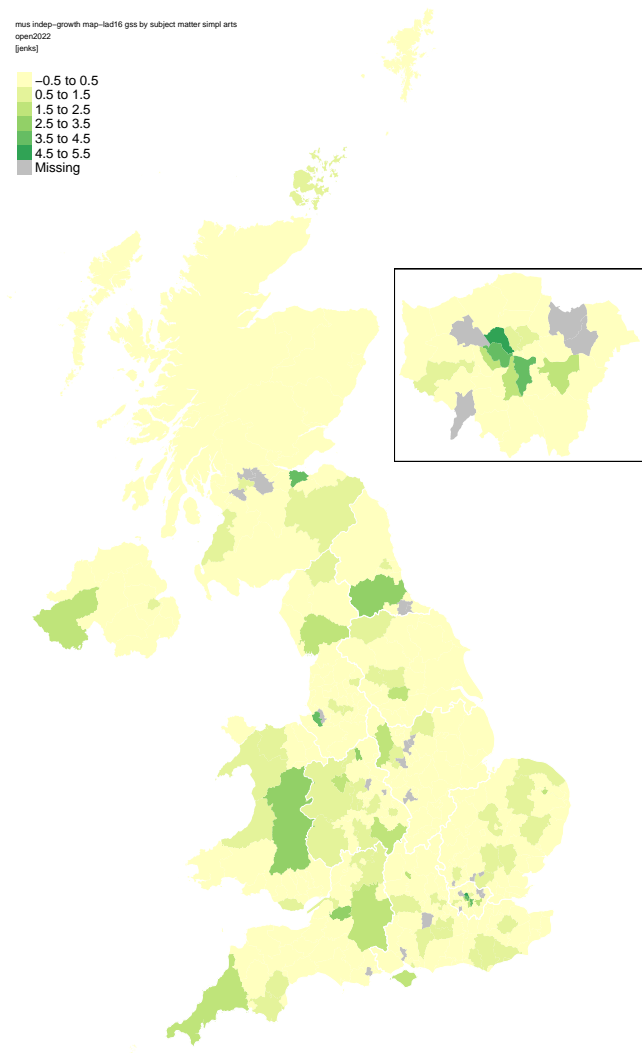 mus indep−growth map−lad16 gss by subject matter simpl arts
open2022
[jenks]
−0.5 to 0.5
0.5 to 1.5
1.5 to 2.5
2.5 to 3.5
3.5 to 4.5
4.5 to 5.5
Missing